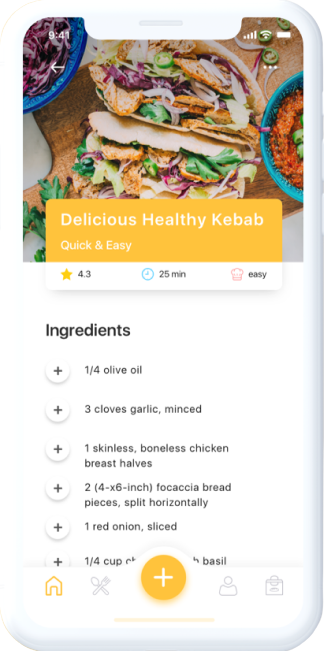 9:41
Delicious Healthy Kebab
Quick & Easy
4.3 25 min easy
Ingredients
1/4 olive oil
3 cloves garlic, minced
1 skinless, boneless chicken
breast halves
2 (4-x6-inch) focaccia bread
pieces, split horizontally
1 red onion, sliced
1/4 cup basil